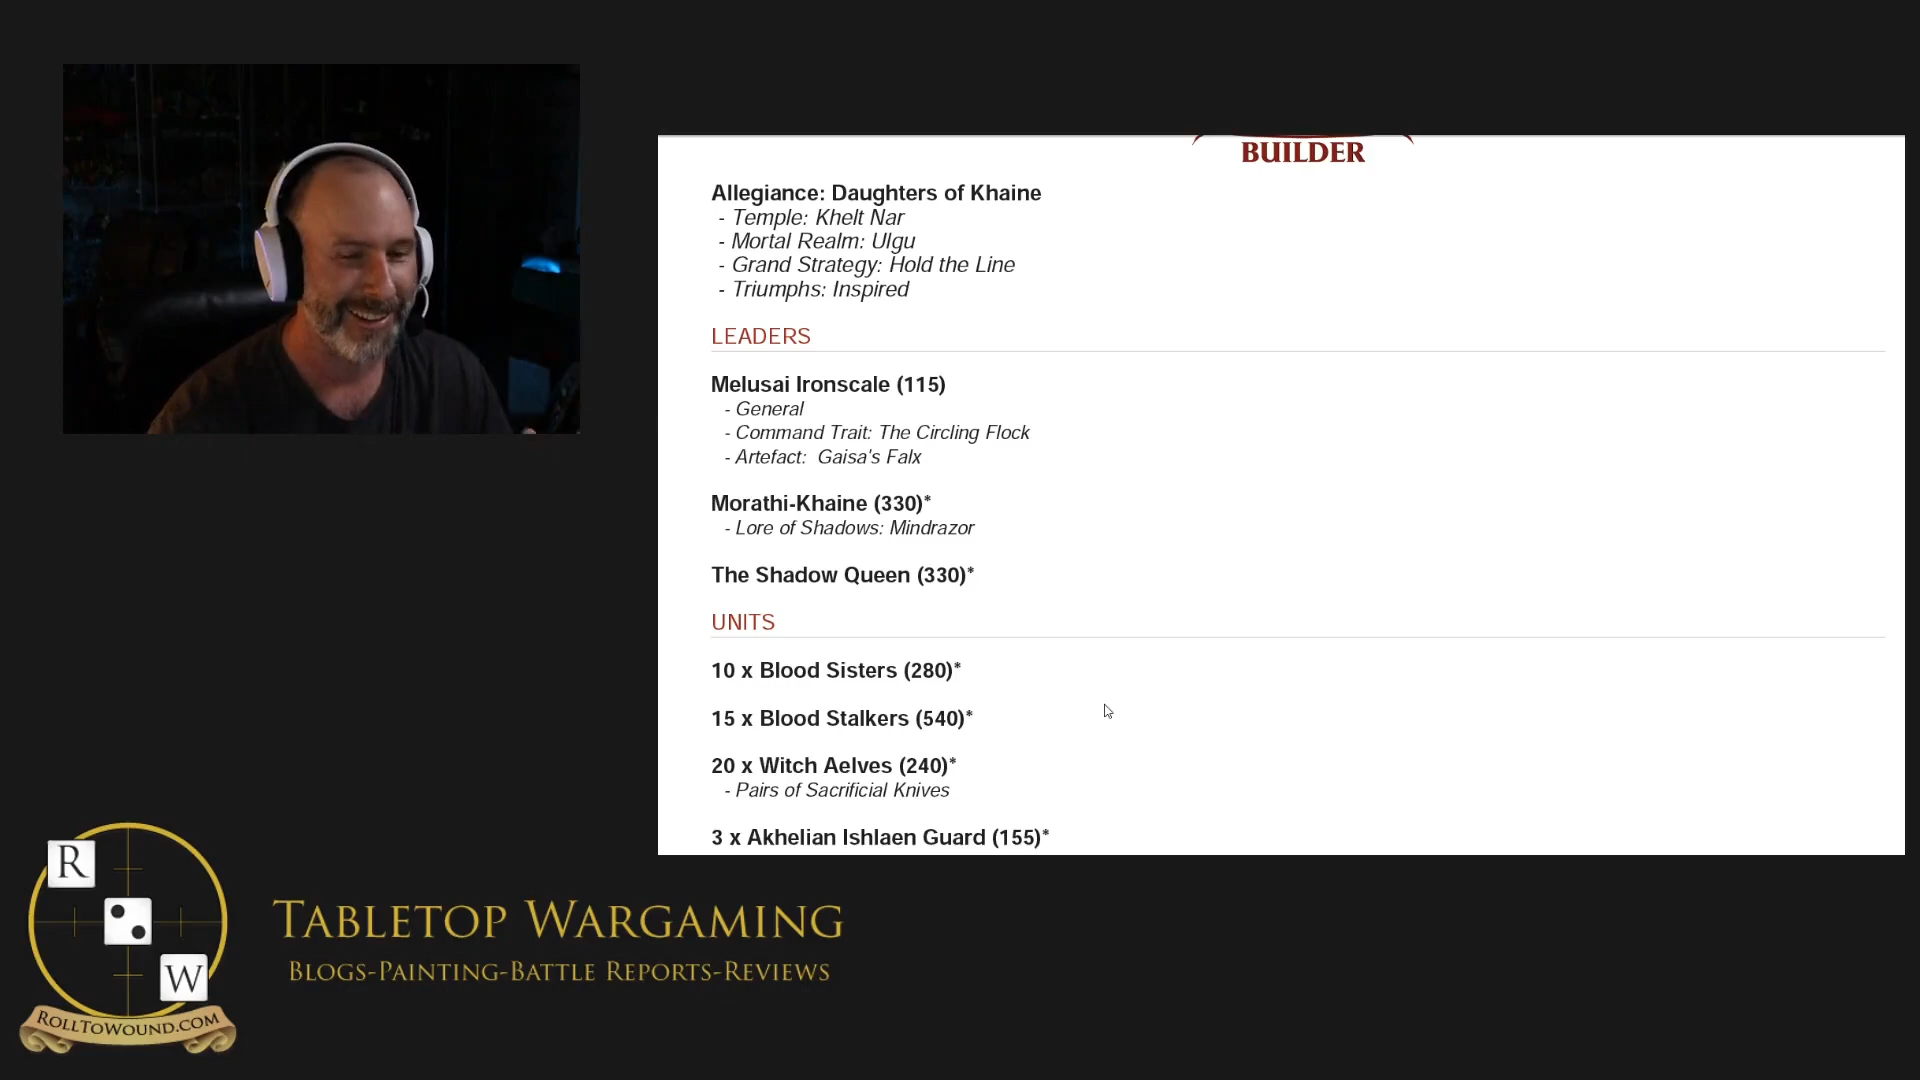 BUILDER
Allegiance: Daughters of Khaine
- Temple: Khelt Nar
- Mortal Realm: Ulgu
- Grand Strategy: Hold the Line
- Triumphs: Inspired
LEADERS
Melusai Ironscale (115)
- General
- Command Trait: The Circling Flock
- Artefact: Gaisa's Falx
Morathi-Khaine (330)*
- Lore of Shadows: Mindrazor
The Shadow Queen (330)*
UNITS
10 x Blood Sisters (280)*
15 x Blood Stalkers (540)*
20 x Witch Aelves (240)*
- Pairs of Sacrificial Knives
3 x Akhelian Ishlaen Guard (155)*
R
W
ROLLTOWOUND.COM
TABLETOP WARGAMING
BLOGS-PAINTING-BATTLE REPORTS-REVIEWS